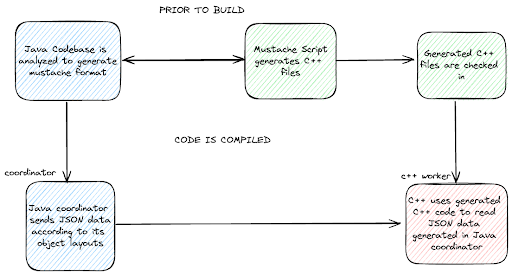 PRIOR TO BUILD
Java Codebase is
analyzed to generate
mustache format
Mustache Script
generates C++
files
Generated C++
files are checked
in
CODE IS COMPILED
coordinator
c++ worker
Java coordinator
sends JSON data
according to its
object layouts
C++ uses generated
C++ code to read
JSON data
generated in Java
coordinator